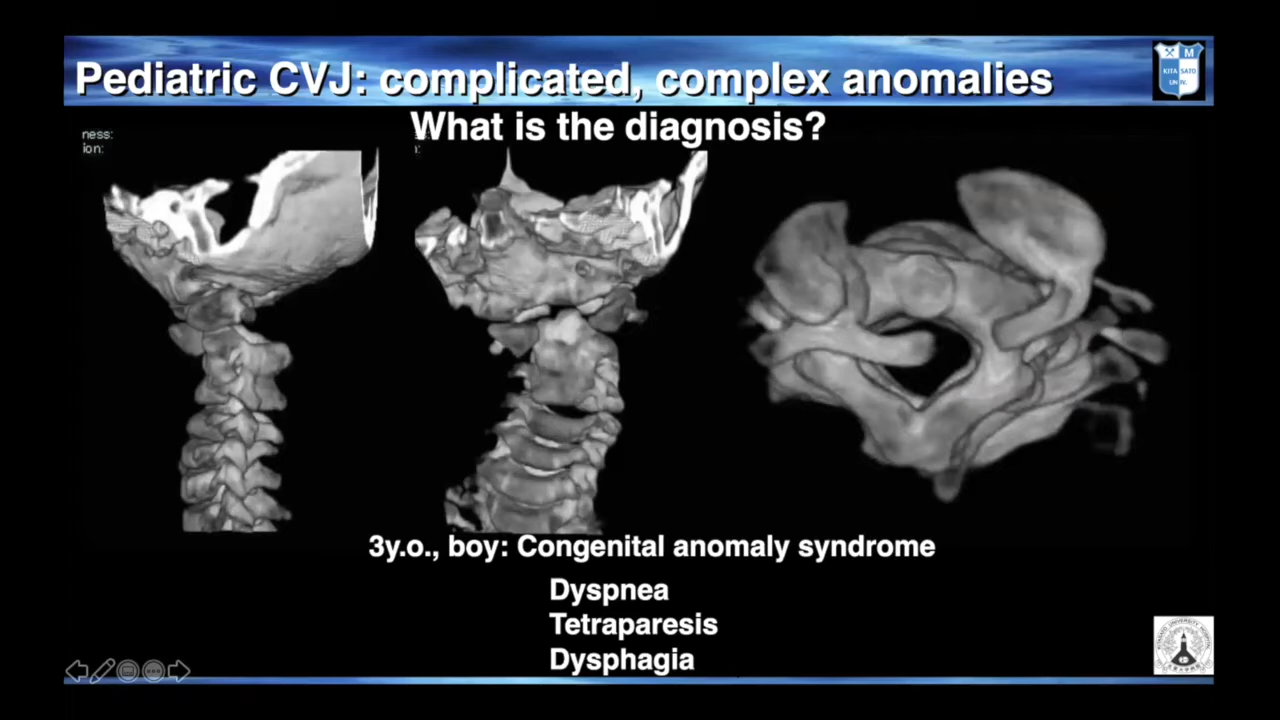 Pediatric CVJ: complicated, complex anomalies
What is the diagnosis?
ness:
ion:
:
3y.o., boy: Congenital anomaly syndrome
Dyspnea
Tetraparesis
Dysphagia
M
KITA SATO
UNIV.